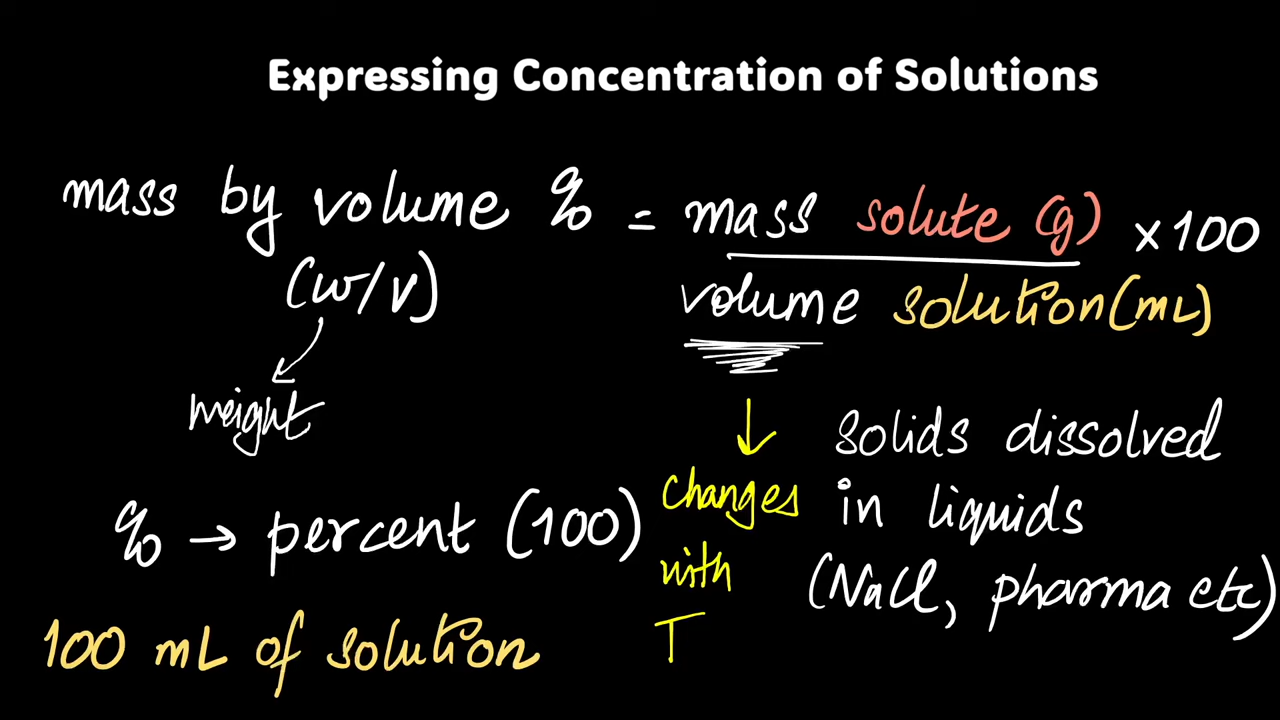 Expressing Concentration of Solutions
mass by volume % = mass solute (g) × 100
volume solution (mL)
(w/v)
weight
% → percent (100)
100 mL of solution
changes
with
T
solids dissolved
in liquids
(NaCl, pharma etc)